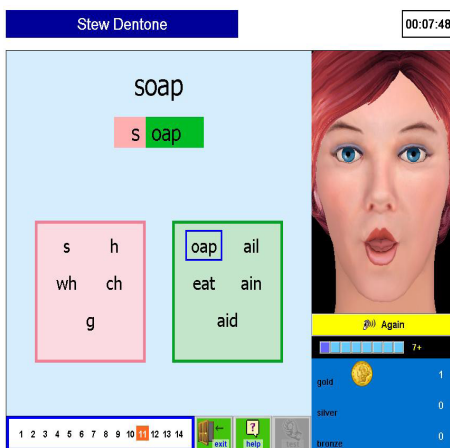 Stew Dentone
00:07:48
soap
s oap
s h
wh ch
g
oap ail
eat ain
aid
Again
7+
gold 1
silver 0
bronze 0
1 2 3 4 5 6 7 8 9 10 11 12 13 14
exit
help
test